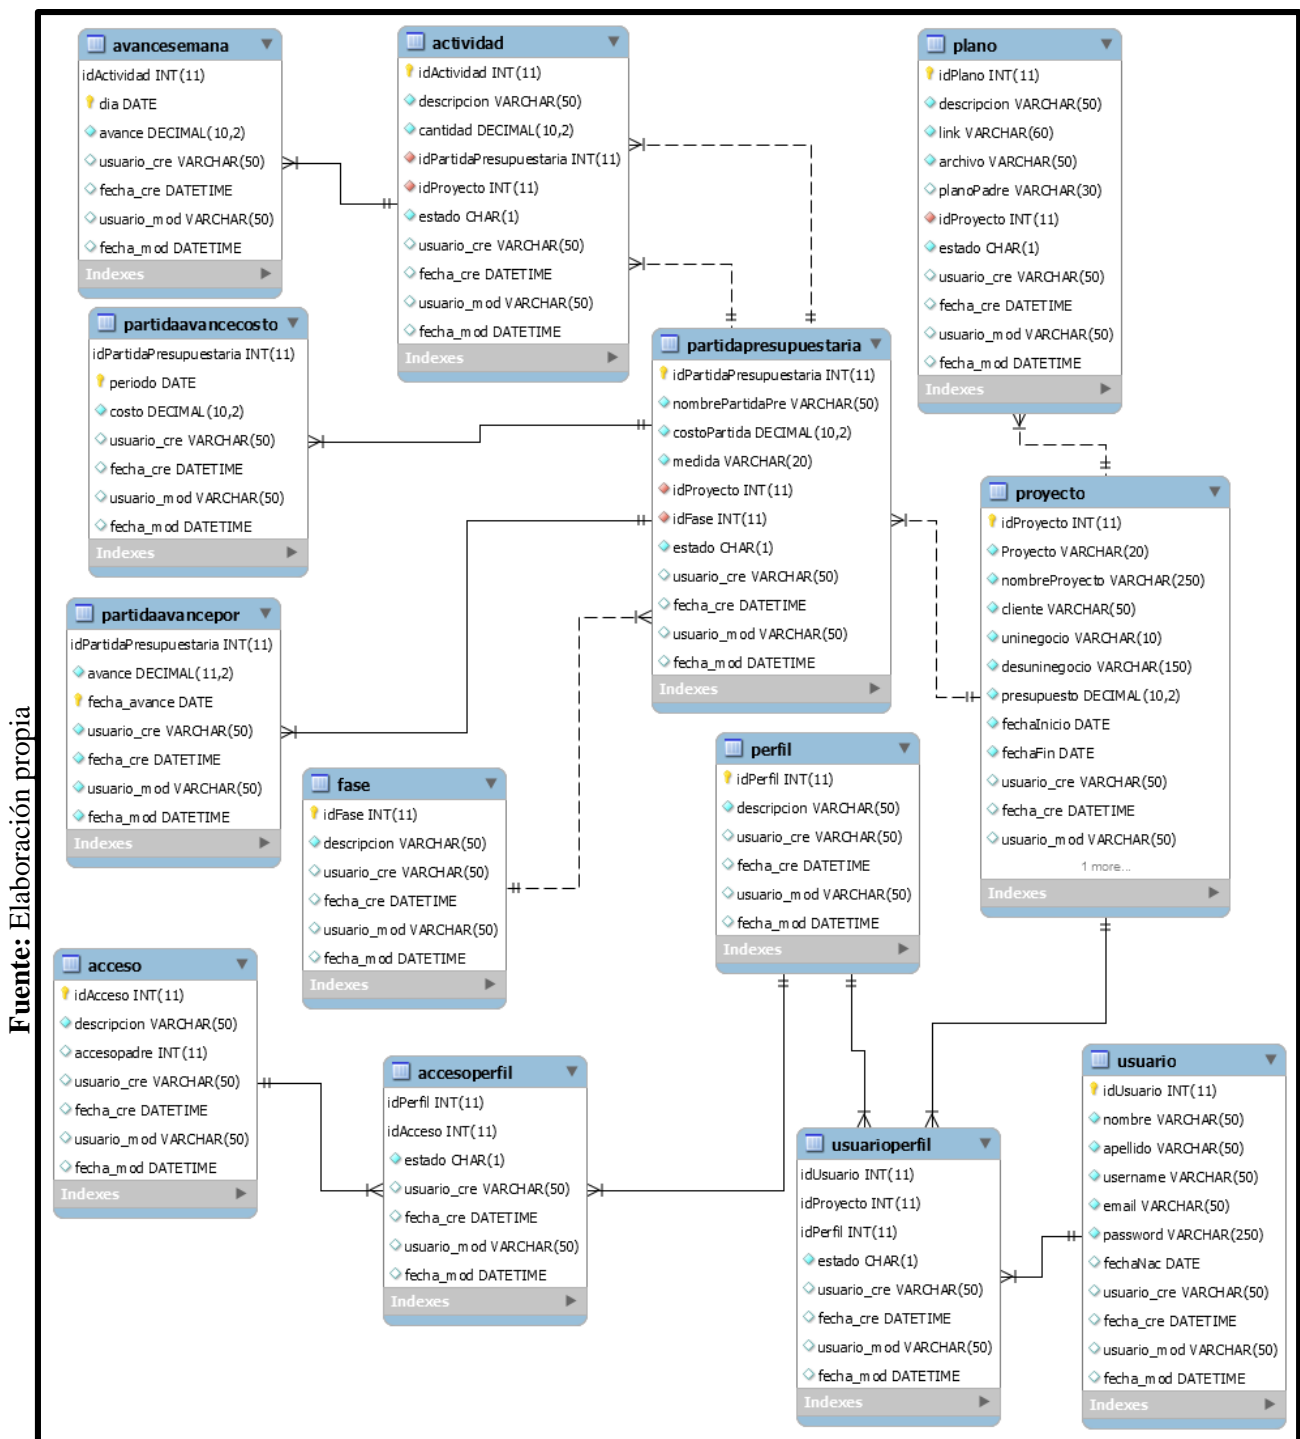 avancesemana
idActividad INT(11)
dia DATE
avance DECIMAL(10,2)
usuario_cre VARCHAR(50)
fecha_cre DATETIME
usuario_mod VARCHAR(50)
fecha_mod DATETIME
Indexes
actividad
idActividad INT(11)
descripcion VARCHAR(50)
cantidad DECIMAL(10,2)
idPartidaPresupuestaria INT(11)
idProyecto INT(11)
estado CHAR(1)
usuario_cre VARCHAR(50)
fecha_cre DATETIME
usuario_mod VARCHAR(50)
fecha_mod DATETIME
Indexes
plano
idPlano INT(11)
descripcion VARCHAR(50)
link VARCHAR(60)
archivo VARCHAR(50)
planoPadre VARCHAR(30)
idProyecto INT(11)
estado CHAR(1)
usuario_cre VARCHAR(50)
fecha_cre DATETIME
usuario_mod VARCHAR(50)
fecha_mod DATETIME
Indexes
partidaavancecosto
idPartidaPresupuestaria INT(11)
periodo DATE
costo DECIMAL(10,2)
usuario_cre VARCHAR(50)
fecha_cre DATETIME
usuario_mod VARCHAR(50)
fecha_mod DATETIME
Indexes
partidapresupuestaria
idPartidaPresupuestaria INT(11)
nombrePartidaPre VARCHAR(50)
costoPartida DECIMAL(10,2)
medida VARCHAR(20)
idProyecto INT(11)
idFase INT(11)
estado CHAR(1)
usuario_cre VARCHAR(50)
fecha_cre DATETIME
usuario_mod VARCHAR(50)
fecha_mod DATETIME
Indexes
proyecto
idProyecto INT(11)
Proyecto VARCHAR(20)
nombreProyecto VARCHAR(250)
cliente VARCHAR(50)
uninegocio VARCHAR(10)
desuninegocio VARCHAR(150)
presupuesto DECIMAL(10,2)
fechaInicio DATE
fechaFin DATE
usuario_cre VARCHAR(50)
fecha_cre DATETIME
usuario_mod VARCHAR(50)
1 more...
Indexes
partidaavancepor
idPartidaPresupuestaria INT(11)
avance DECIMAL(11,2)
fecha_avance DATE
usuario_cre VARCHAR(50)
fecha_cre DATETIME
usuario_mod VARCHAR(50)
fecha_mod DATETIME
Indexes
fase
idFase INT(11)
descripcion VARCHAR(50)
usuario_cre VARCHAR(50)
fecha_cre DATETIME
usuario_mod VARCHAR(50)
fecha_mod DATETIME
Indexes
perfil
idPerfil INT(11)
descripcion VARCHAR(50)
usuario_cre VARCHAR(50)
fecha_cre DATETIME
usuario_mod VARCHAR(50)
fecha_mod DATETIME
Indexes
acceso
idAcceso INT(11)
descripcion VARCHAR(50)
accesopadre INT(11)
usuario_cre VARCHAR(50)
fecha_cre DATETIME
usuario_mod VARCHAR(50)
fecha_mod DATETIME
Indexes
accesoperfil
idPerfil INT(11)
idAcceso INT(11)
estado CHAR(1)
usuario_cre VARCHAR(50)
fecha_cre DATETIME
usuario_mod VARCHAR(50)
fecha_mod DATETIME
Indexes
usuarioperfil
idUsuario INT(11)
idProyecto INT(11)
idPerfil INT(11)
estado CHAR(1)
usuario_cre VARCHAR(50)
fecha_cre DATETIME
usuario_mod VARCHAR(50)
fecha_mod DATETIME
Indexes
usuario
idUsuario INT(11)
nombre VARCHAR(50)
apellido VARCHAR(50)
username VARCHAR(50)
email VARCHAR(50)
password VARCHAR(250)
fechaNac DATE
usuario_cre VARCHAR(50)
fecha_cre DATETIME
usuario_mod VARCHAR(50)
fecha_mod DATETIME
Indexes
Fuente: Elaboración propia